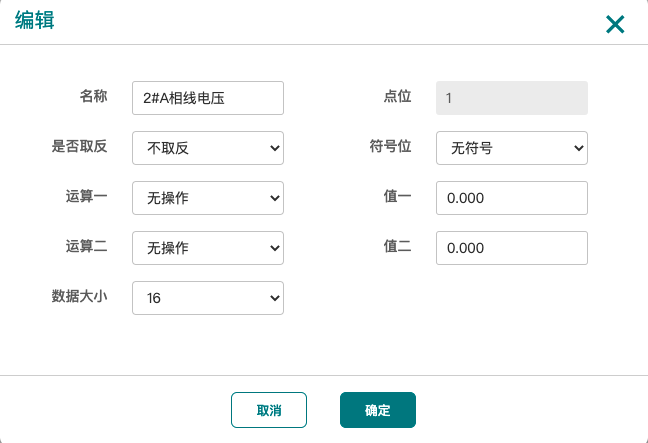 编辑
名称 2#A相线电压 点位 1
是否取反 不取反 符号位 无符号
运算一 无操作 值一 0.000
运算二 无操作 值二 0.000
数据大小 16
取消 确定